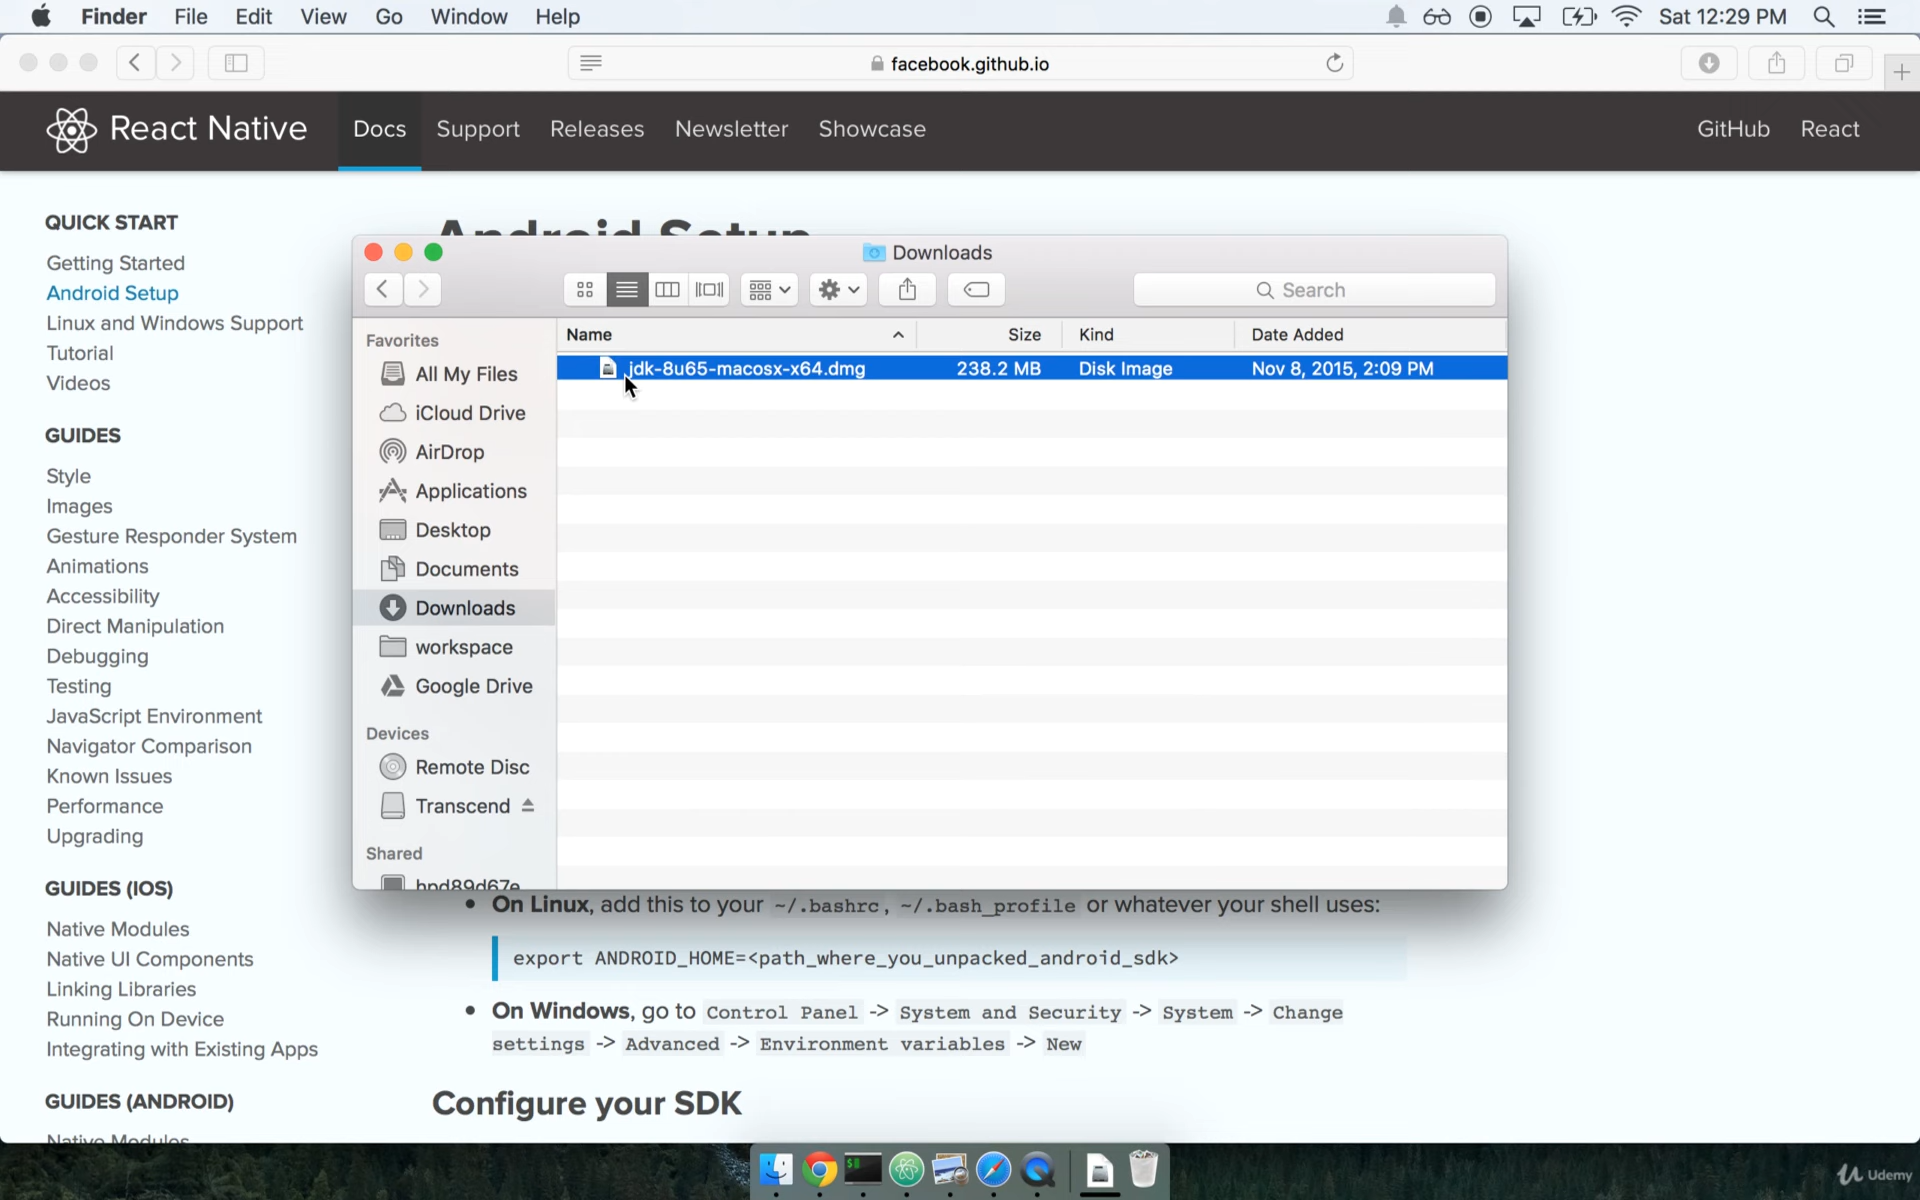 Finder File Edit View Go Window Help Sat 12:29 PM
facebook.github.io
React Native Docs Support Releases Newsletter Showcase GitHub React
QUICK START
Getting Started
Android Setup
Linux and Windows Support
Tutorial
Videos
GUIDES
Style
Images
Gesture Responder System
Animations
Accessibility
Direct Manipulation
Debugging
Testing
JavaScript Environment
Navigator Comparison
Known Issues
Performance
Upgrading
GUIDES (IOS)
Native Modules
Native UI Components
Linking Libraries
Running On Device
Integrating with Existing Apps
GUIDES (ANDROID)
Native Modules
Android Setup
Downloads
Search
Favorites
All My Files
iCloud Drive
AirDrop
Applications
Desktop
Documents
Downloads
workspace
Google Drive
Devices
Remote Disc
Transcend
Shared
hpd89d67e
Name Size Kind Date Added
jdk-8u65-macosx-x64.dmg 238.2 MB Disk Image Nov 8, 2015, 2:09 PM
• On Linux, add this to your ~/.bashrc, ~/.bash_profile or whatever your shell uses:
export ANDROID_HOME=<path_where_you_unpacked_android_sdk>
• On Windows, go to Control Panel -> System and Security -> System -> Change
settings -> Advanced -> Environment variables -> New
Configure your SDK
Udemy